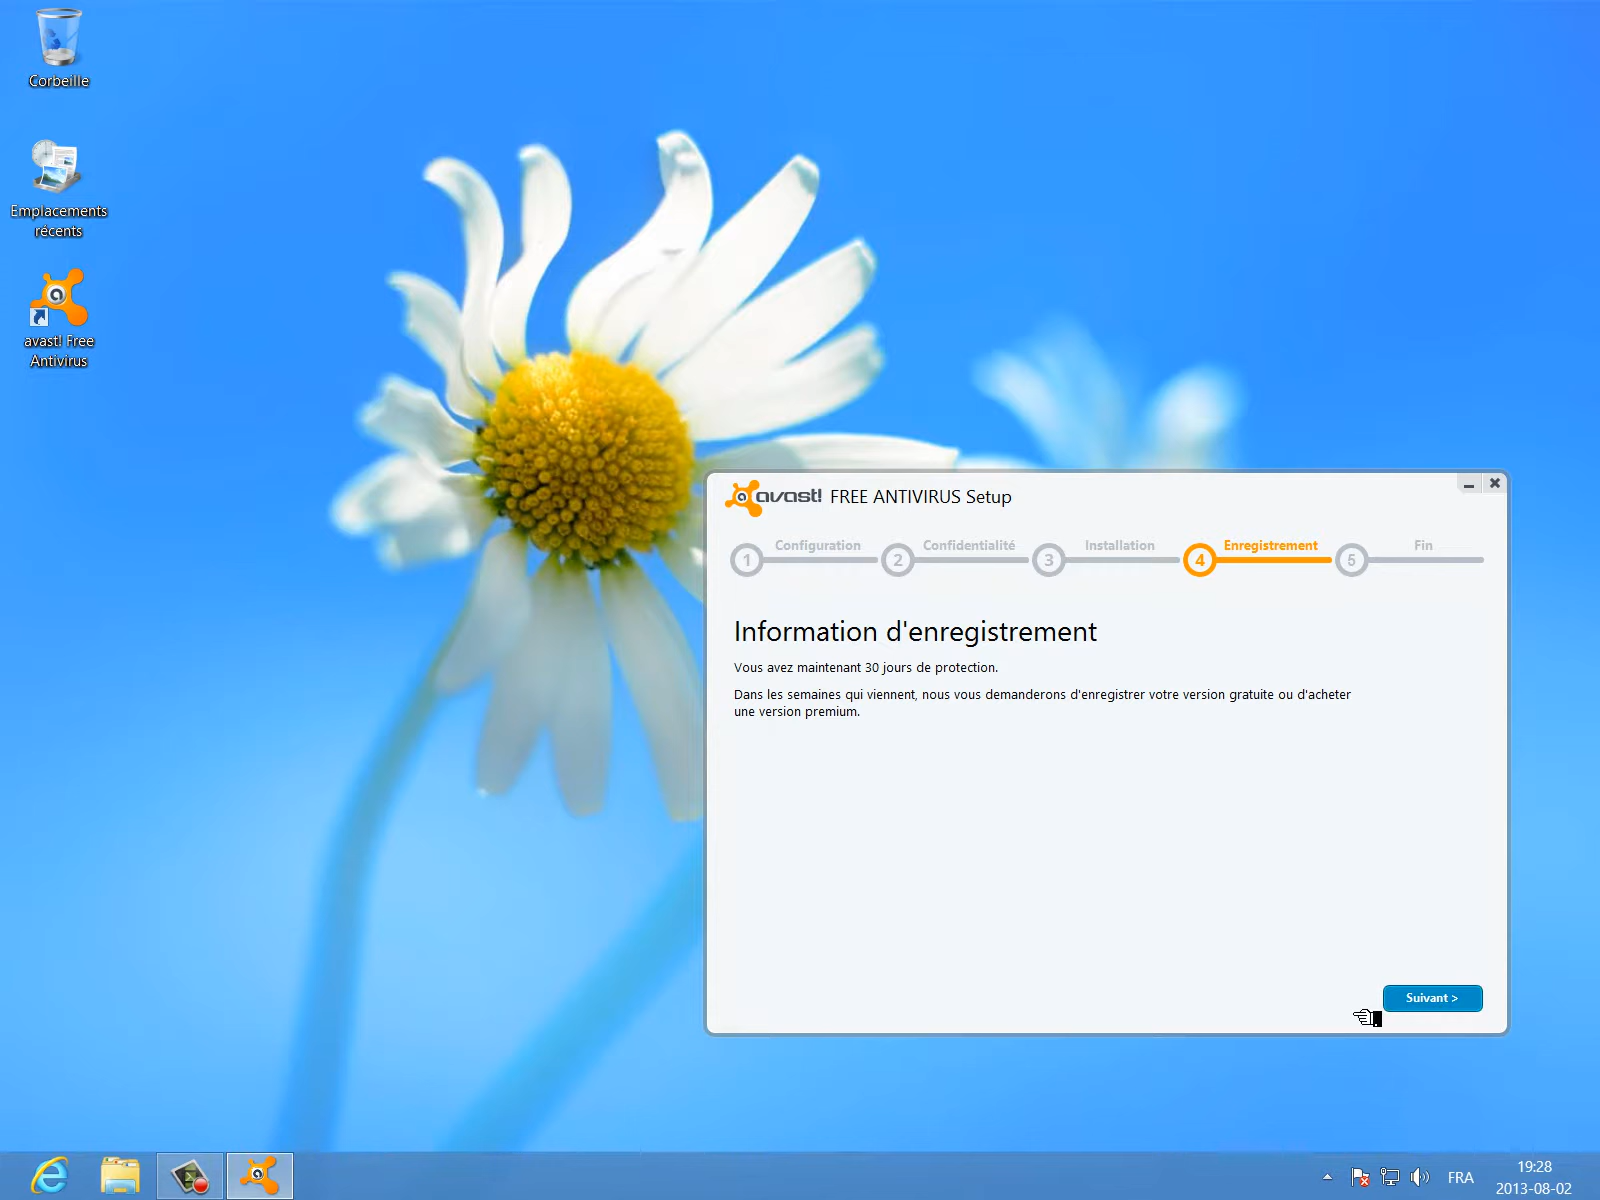 Corbeille
Emplacements
récents
avast! Free
Antivirus
avast! FREE ANTIVIRUS Setup
1 Configuration
2 Confidentialité
3 Installation
4 Enregistrement
5 Fin
Information d'enregistrement
Vous avez maintenant 30 jours de protection.
Dans les semaines qui viennent, nous vous demanderons d'enregistrer votre version gratuite ou d'acheter
une version premium.
Suivant >
FRA
19:28
2013-08-02